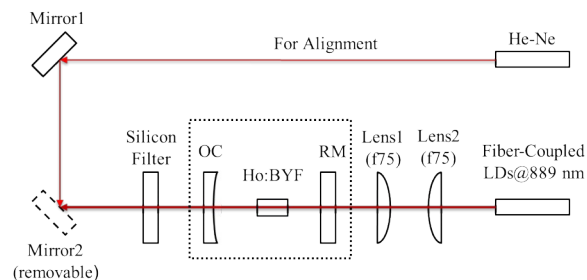 Mirror1
For Alignment
He-Ne
Silicon
Filter
OC
Ho:BYF
RM
Lens1
(f75)
Lens2
(f75)
Fiber-Coupled
LDs@889 nm
Mirror2
(removable)